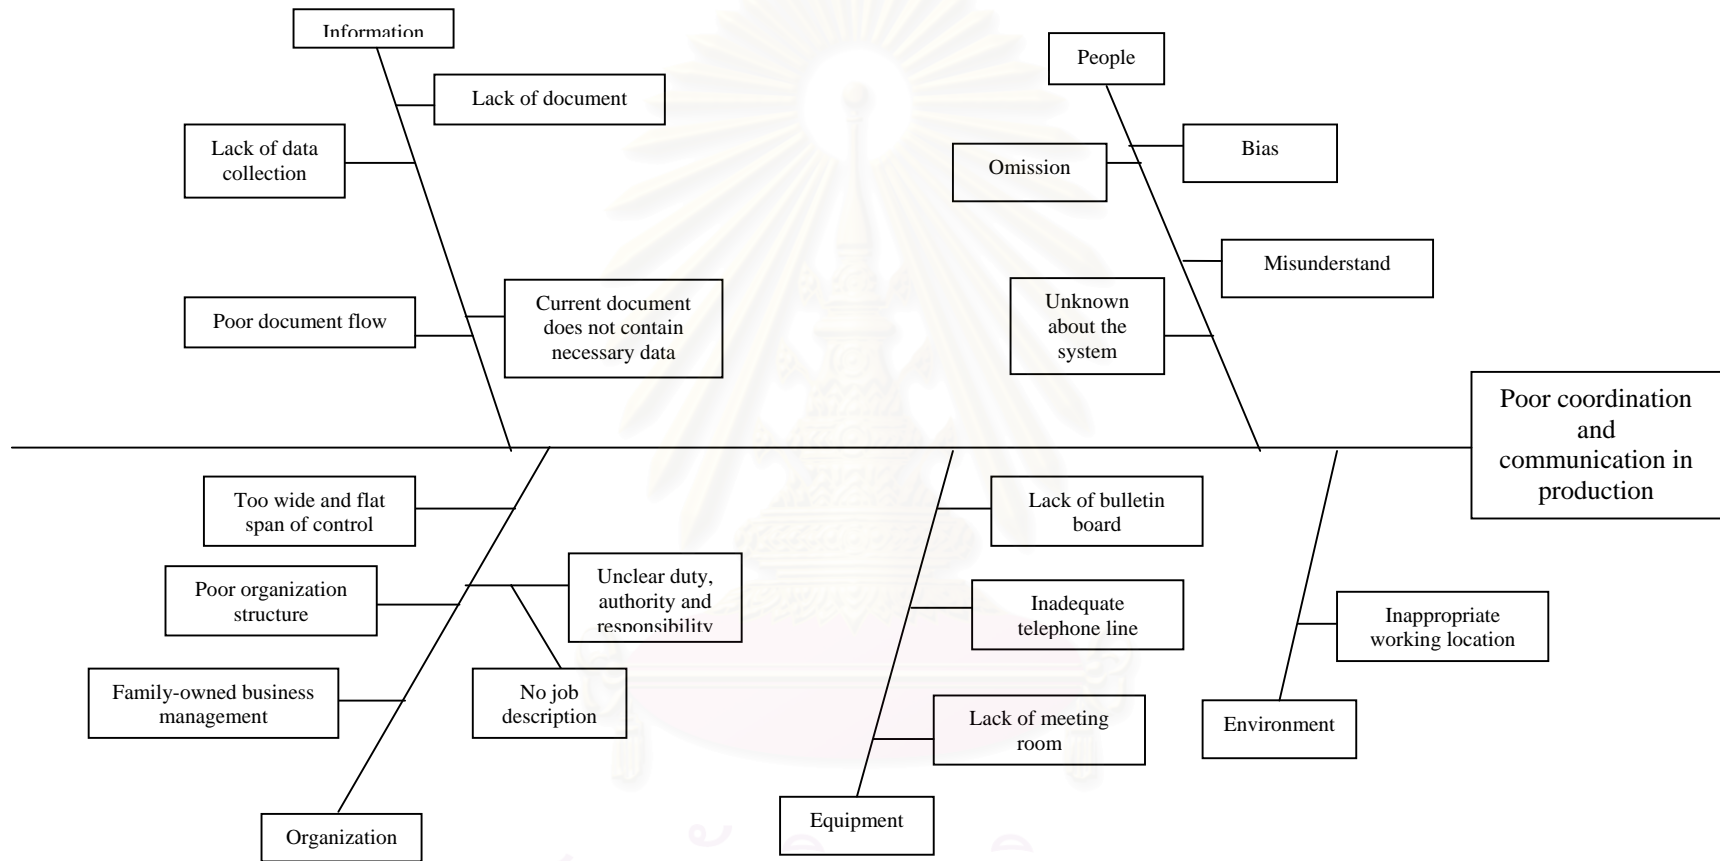 Information
Lack of document
Lack of data
collection
Poor document flow
Current document
does not contain
necessary data
People
Bias
Omission
Misunderstand
Unknown
about the
system
Poor coordination
and
communication in
production
Too wide and flat
span of control
Poor organization
structure
Unclear duty,
authority and
responsibility
Family-owned business
management
No job
description
Organization
Lack of bulletin
board
Inadequate
telephone line
Lack of meeting
room
Equipment
Inappropriate
working location
Environment